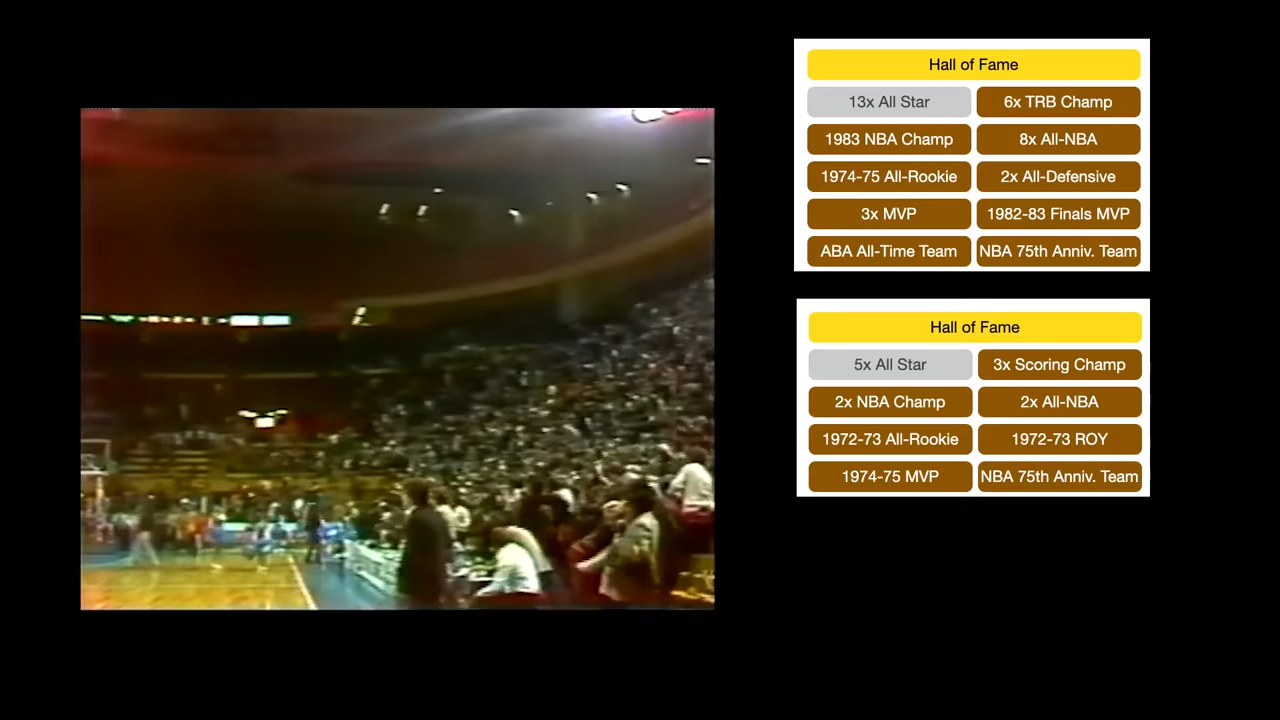 Hall of Fame
13x All Star
6x TRB Champ
1983 NBA Champ
8x All-NBA
1974-75 All-Rookie
2x All-Defensive
3x MVP
1982-83 Finals MVP
ABA All-Time Team
NBA 75th Anniv. Team
Hall of Fame
5x All Star
3x Scoring Champ
2x NBA Champ
2x All-NBA
1972-73 All-Rookie
1972-73 ROY
1974-75 MVP
NBA 75th Anniv. Team